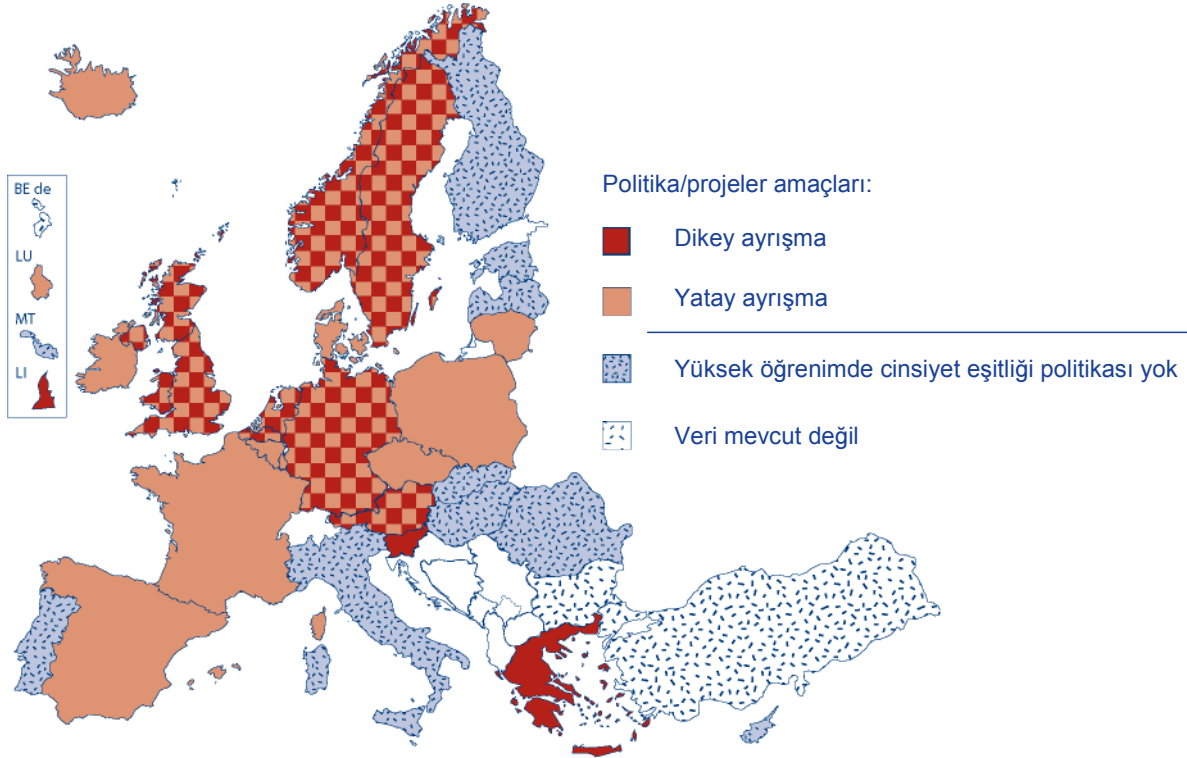 BE de
LU
MT
LI
Politika/projeler amaçları:
Dikey ayrışma
Yatay ayrışma
Yüksek öğrenimde cinsiyet eşitliği politikası yok
Veri mevcut değil